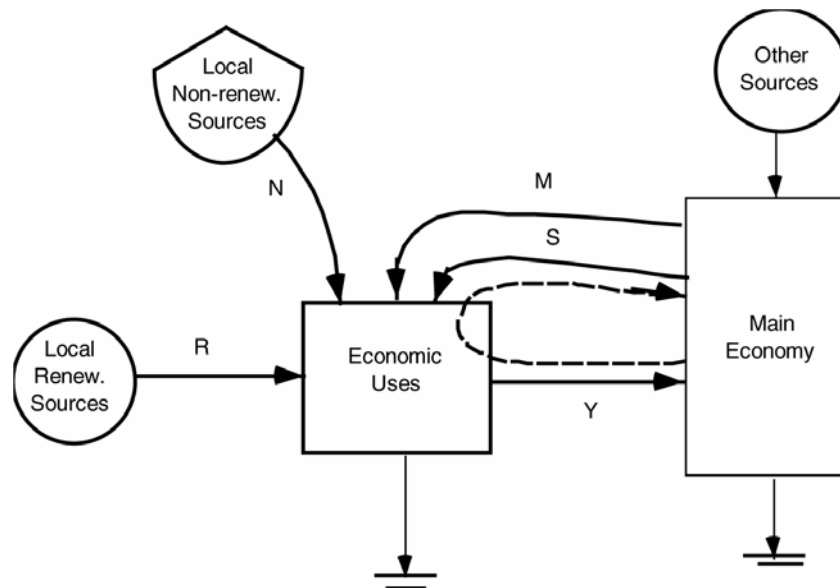 Local
Non-renew.
Sources
Other
Sources
N
M
S
Local
Renew.
Sources
R
Economic
Uses
Y
Main
Economy